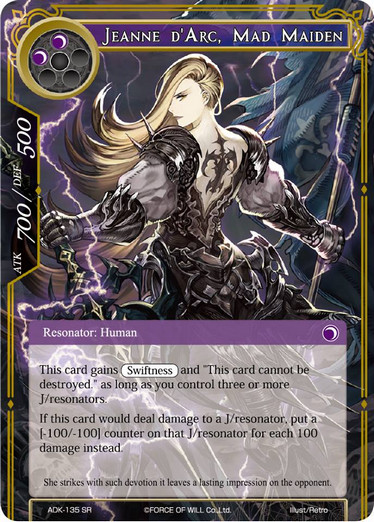 Jeanne d'Arc, Mad Maiden
ATK 700 / DEF 500
Resonator: Human
This card gains Swiftness and "This card cannot be
destroyed." as long as you control three or more
J/resonators.
If this card would deal damage to a J/resonator, put a
[-100/-100] counter on that J/resonator for each 100
damage instead.
She strikes with such devotion it leaves a lasting impression on the opponent.
ADK-135 SR ©FORCE OF WILL Co.,Ltd. Illust/Retro